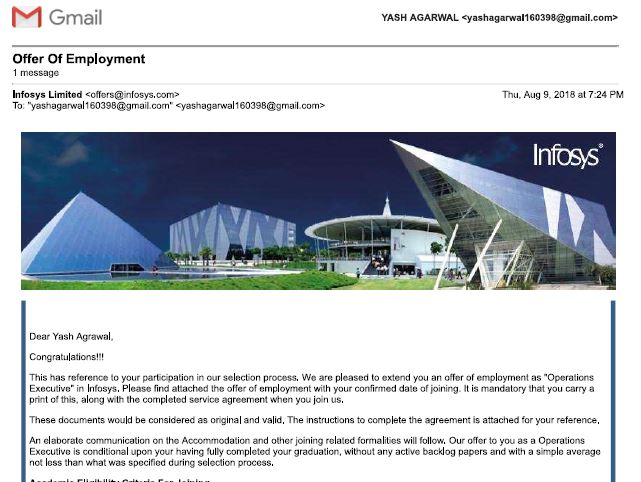 Gmail
YASH AGARWAL <yashagarwal160398@gmail.com>
Offer Of Employment
1 message
Infosys Limited <offers@infosys.com>
Thu, Aug 9, 2018 at 7:24 PM
To: "yashagarwal160398@gmail.com" <yashagarwal160398@gmail.com>
Infosys®
Dear Yash Agrawal,
Congratulations!!!
This has reference to your participation in our selection process. We are pleased to extend you an offer of employment as "Operations
Executive" in Infosys. Please find attached the offer of employment with your confirmed date of joining. It is mandatory that you carry a
print of this, along with the completed service agreement when you join us.
These documents would be considered as original and valid. The instructions to complete the agreement is attached for your reference.
An elaborate communication on the Accommodation and other joining related formalities will follow. Our offer to you as a Operations
Executive is conditional upon your having fully completed your graduation, without any active backlog papers and with a simple average
not less than what was specified during selection process.
Academic Eligibility Criteria For Joining